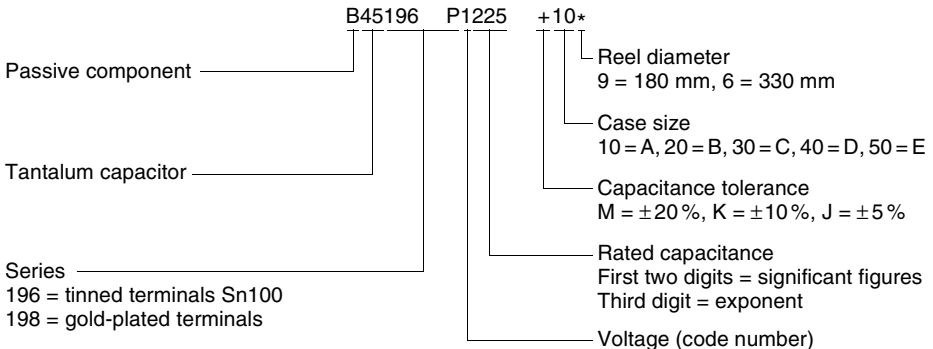 B45196 P1225 +10*
Passive component
Tantalum capacitor
Series
196 = tinned terminals Sn100
198 = gold-plated terminals
Reel diameter
9 = 180 mm, 6 = 330 mm
Case size
10 = A, 20 = B, 30 = C, 40 = D, 50 = E
Capacitance tolerance
M = ±20 %, K = ±10 %, J = ±5 %
Rated capacitance
First two digits = significant figures
Third digit = exponent
Voltage (code number)